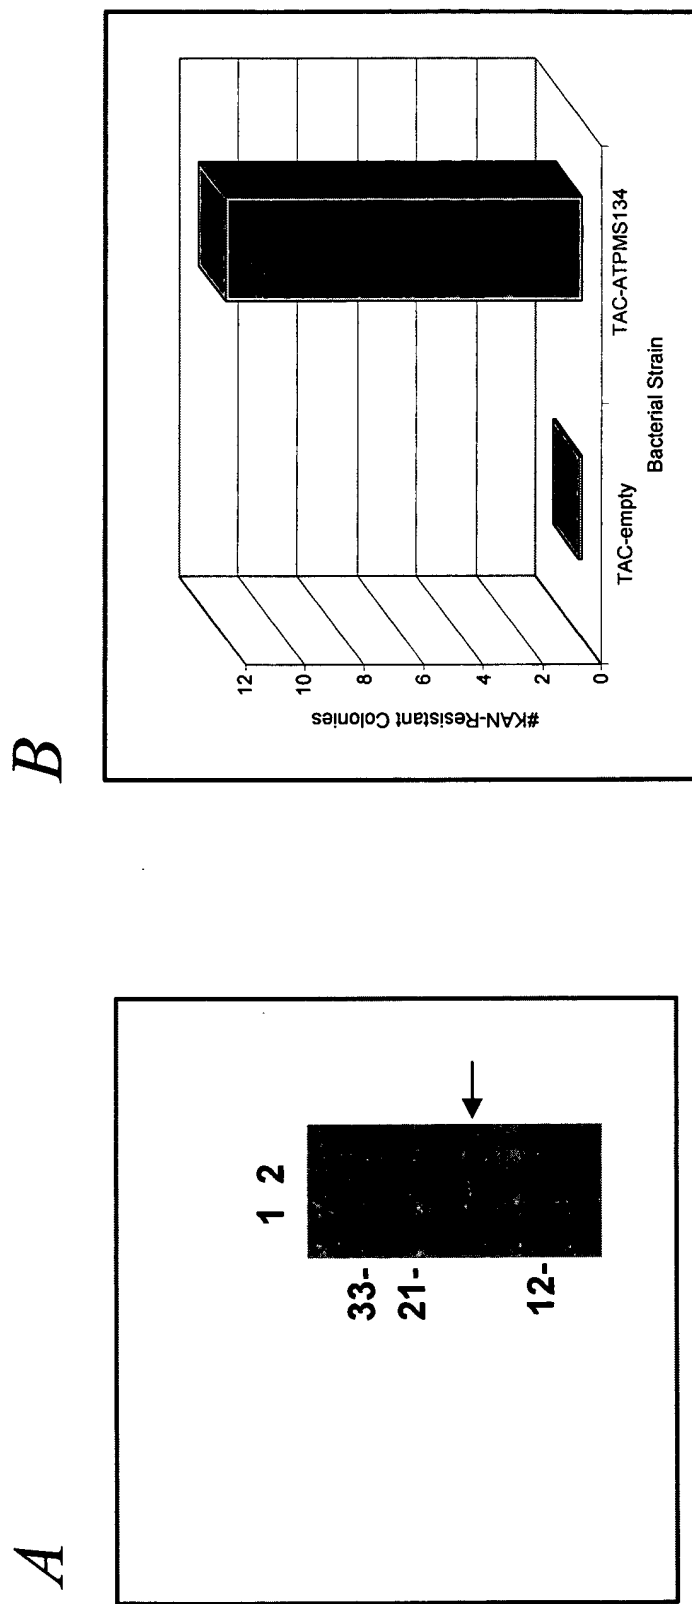 A
1 2
33-
21-
12-
B
12
10
8
6
4
2
0
#KAN-Resistant Colonies
TAC-empty
TAC-ATPMS134
Bacterial Strain